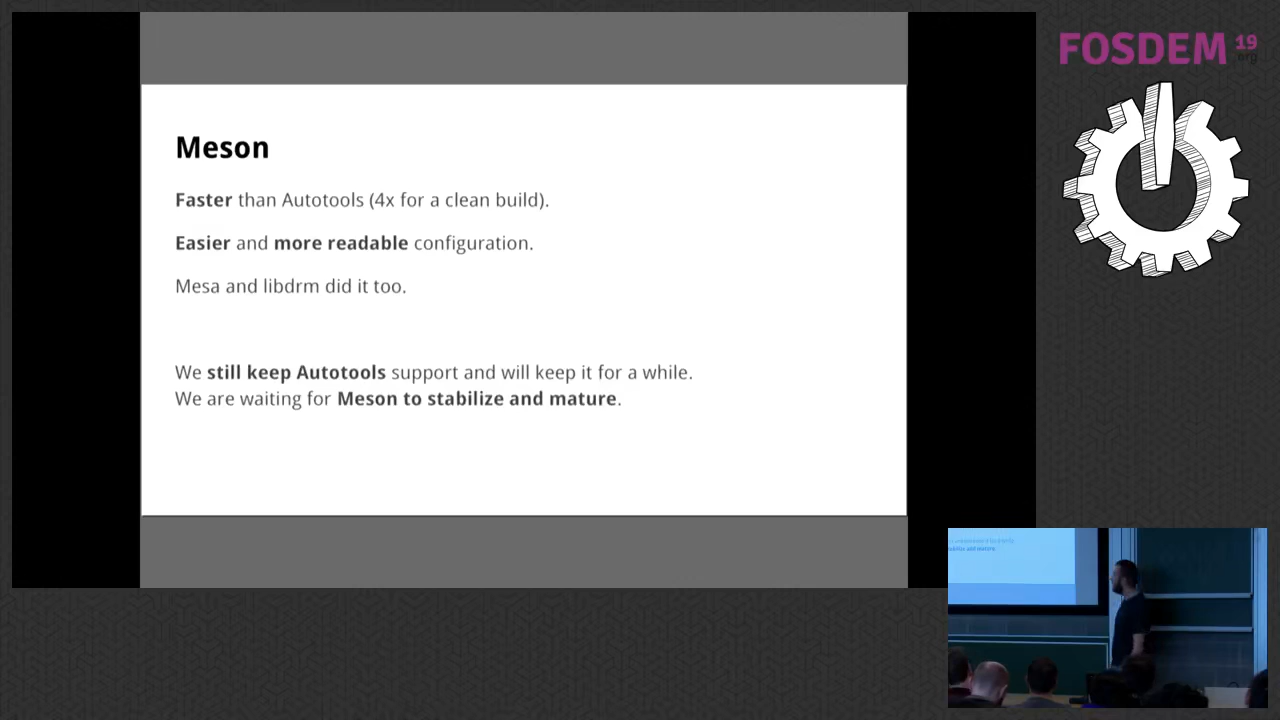 FOSDEM 19
.org
Meson
Faster than Autotools (4x for a clean build).
Easier and more readable configuration.
Mesa and libdrm did it too.
We still keep Autotools support and will keep it for a while.
We are waiting for Meson to stabilize and mature.